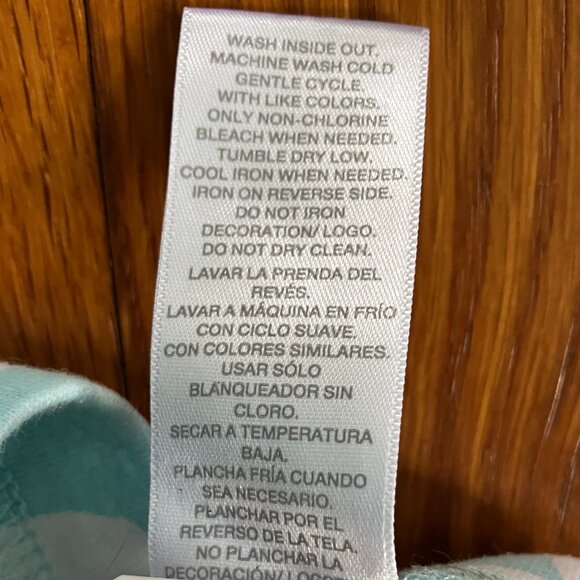 WASH INSIDE OUT.
MACHINE WASH COLD
GENTLE CYCLE.
WITH LIKE COLORS.
ONLY NON-CHLORINE
BLEACH WHEN NEEDED.
TUMBLE DRY LOW.
COOL IRON WHEN NEEDED.
IRON ON REVERSE SIDE.
DO NOT IRON
DECORATION/ LOGO.
DO NOT DRY CLEAN.
LAVAR LA PRENDA DEL
REVÉS.
LAVAR A MÁQUINA EN FRÍO
CON CICLO SUAVE.
CON COLORES SIMILARES.
USAR SÓLO
BLANQUEADOR SIN
CLORO.
SECAR A TEMPERATURA
BAJA.
PLANCHA FRÍA CUANDO
SEA NECESARIO.
PLANCHAR POR EL
REVERSO DE LA TELA.
NO PLANCHAR LA
DECORACIÓN/